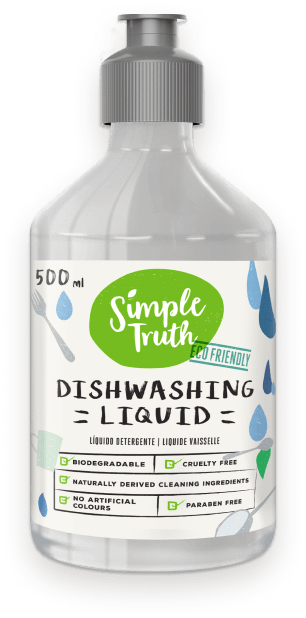 500 ml
Simple
Truth
ECO FRIENDLY
DISHWASHING
= LIQUID =
LÍQUIDO DETERGENTE | LIQUIDE VAISSELLE
BIODEGRADABLE CRUELTY FREE
NATURALLY DERIVED CLEANING INGREDIENTS
NO ARTIFICIAL
COLOURS PARABEN FREE